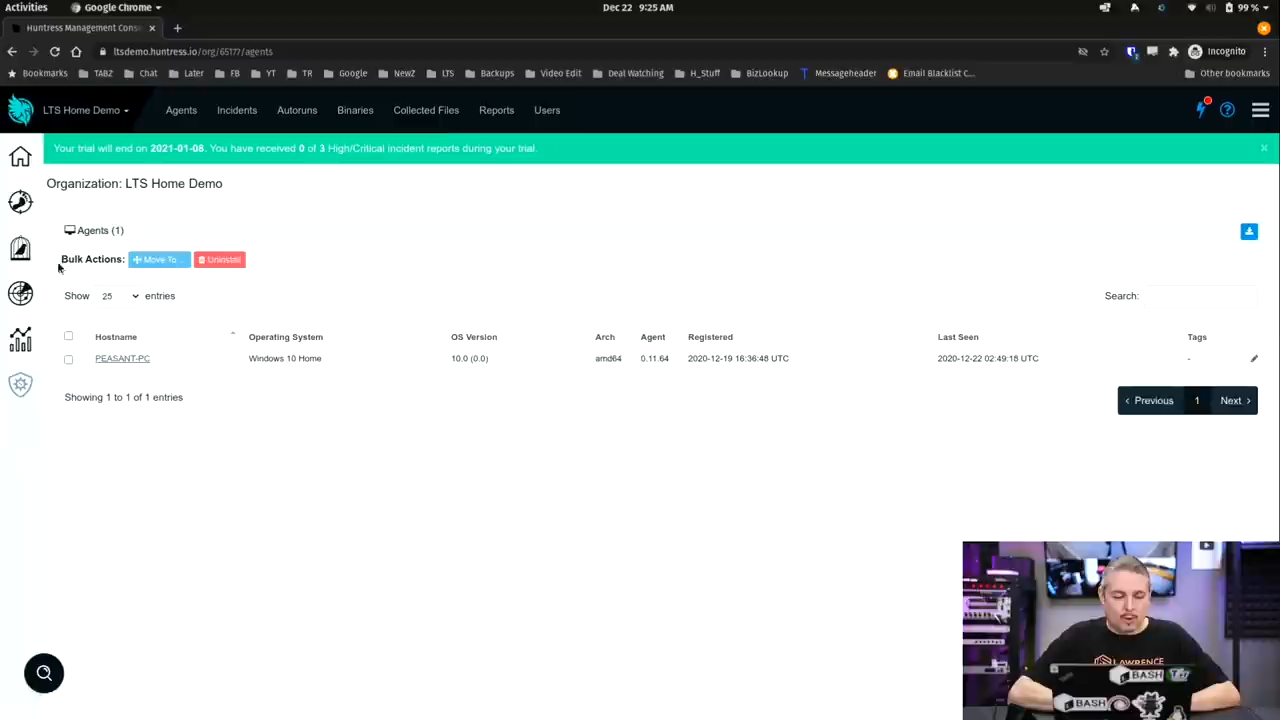 Activities
Google Chrome
Dec 22 9:25 AM
99 %
Huntress Management Cons
ltsdemo.huntress.io/org/65177/agents
Incognito
Bookmarks TABZ Chat Later FB YT TR Google NewZ LTS Backups Video Edit Deal Watching H_Stuff BizLookup Messageheader Email Blacklist C... Other bookmarks
LTS Home Demo
Agents Incidents Autoruns Binaries Collected Files Reports Users
Your trial will end on 2021-01-08. You have received 0 of 3 High/Critical incident reports during your trial.
Organization: LTS Home Demo
Agents (1)
Bulk Actions: Move To... Uninstall
Show 25 entries
Search:
Hostname Operating System OS Version Arch Agent Registered Last Seen Tags
PEASANT-PC Windows 10 Home 10.0 (0.0) amd64 0.11.64 2020-12-19 16:36:48 UTC 2020-12-22 02:49:18 UTC -
Showing 1 to 1 of 1 entries
‹ Previous 1 Next ›
LAWRENCE
BASH
BASH